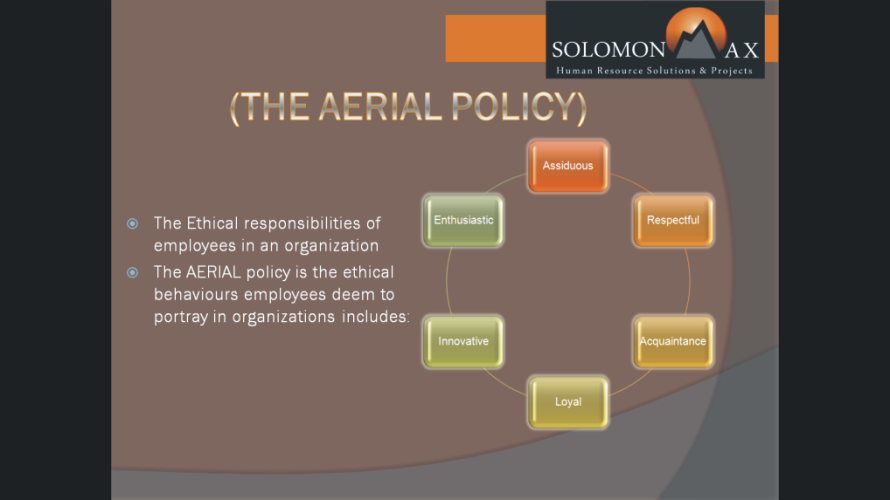 SOLOMON AX
Human Resource Solutions & Projects
(THE AERIAL POLICY)
The Ethical responsibilities of
employees in an organization
The AERIAL policy is the ethical
behaviours employees deem to
portray in organizations includes:
Assiduous
Respectful
Acquaintance
Loyal
Innovative
Enthusiastic